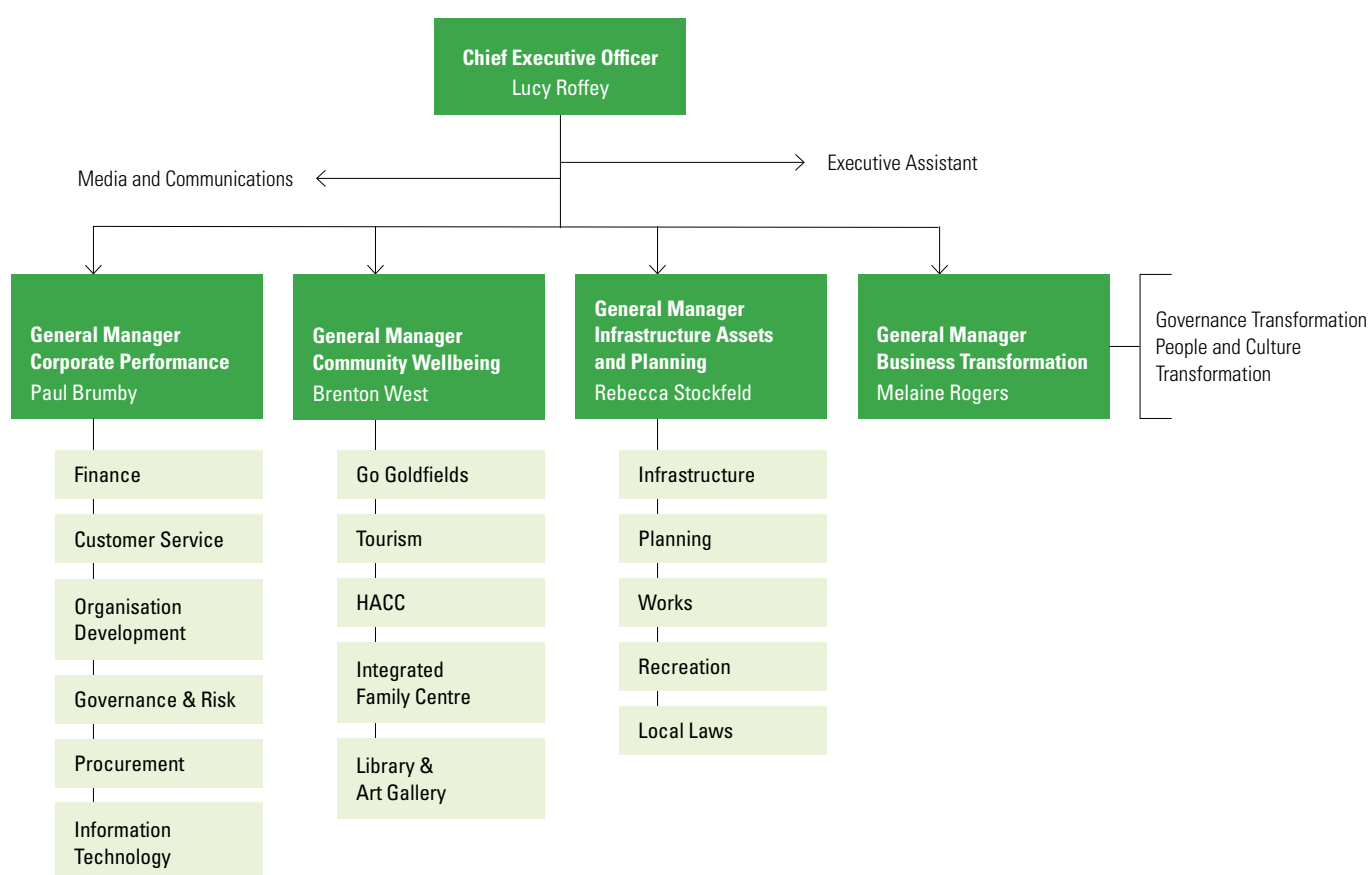 Chief Executive Officer
Lucy Roffey
Executive Assistant
Media and Communications
General Manager
Corporate Performance
Paul Brumby
General Manager
Community Wellbeing
Brenton West
General Manager
Infrastructure Assets
and Planning
Rebecca Stockfeld
General Manager
Business Transformation
Melaine Rogers
Governance Transformation
People and Culture
Transformation
Finance
Customer Service
Organisation
Development
Governance & Risk
Procurement
Information
Technology
Go Goldfields
Tourism
HACC
Integrated
Family Centre
Library &
Art Gallery
Infrastructure
Planning
Works
Recreation
Local Laws